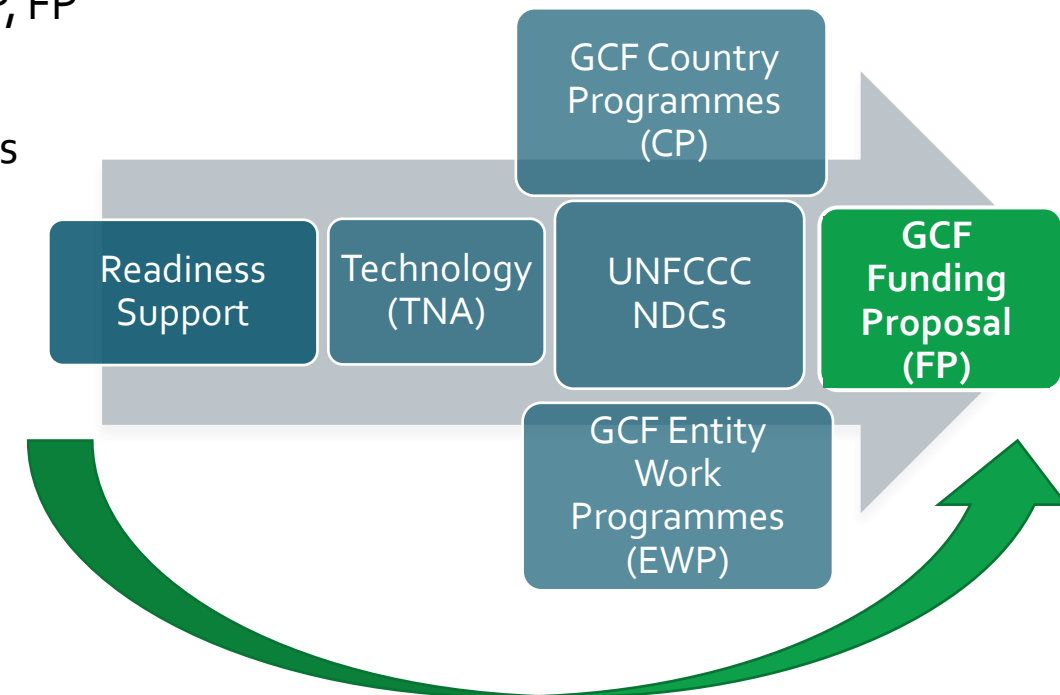 , FP
s
GCF Country
Programmes
(CP)
Readiness
Support
Technology
(TNA)
UNFCCC
NDCs
GCF
Funding
Proposal
(FP)
GCF Entity
Work
Programmes
(EWP)